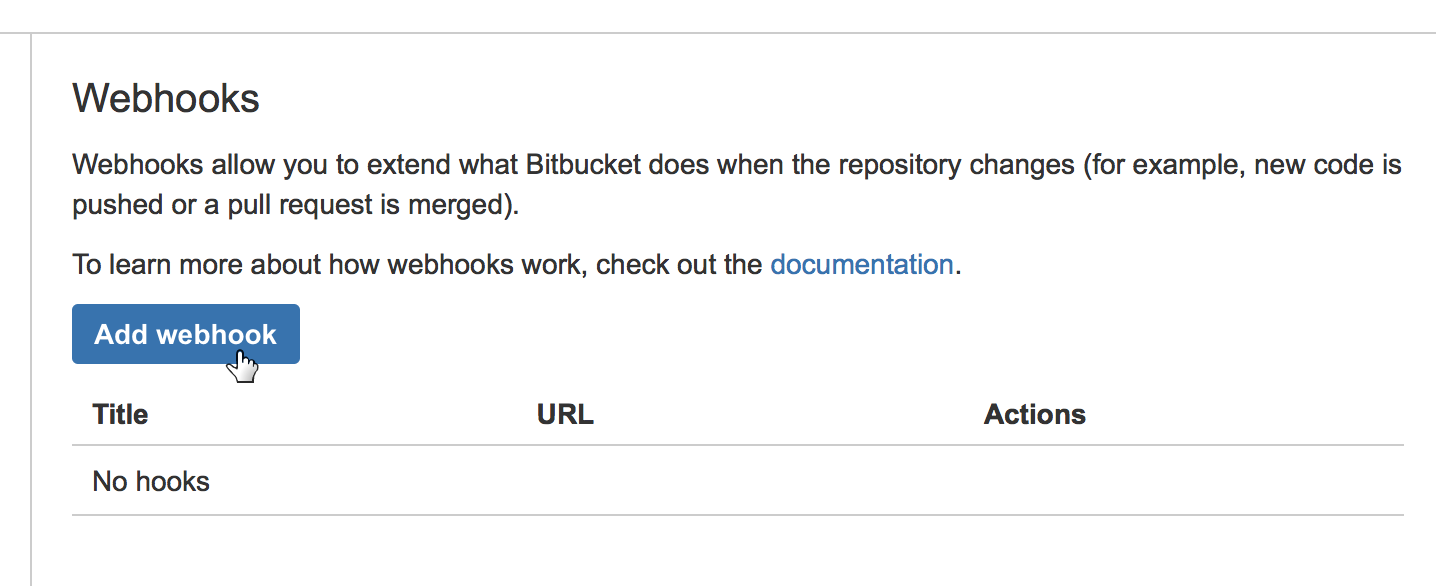 Webhooks
Webhooks allow you to extend what Bitbucket does when the repository changes (for example, new code is
pushed or a pull request is merged).
To learn more about how webhooks work, check out the documentation.
Add webhook
Title URL Actions
No hooks